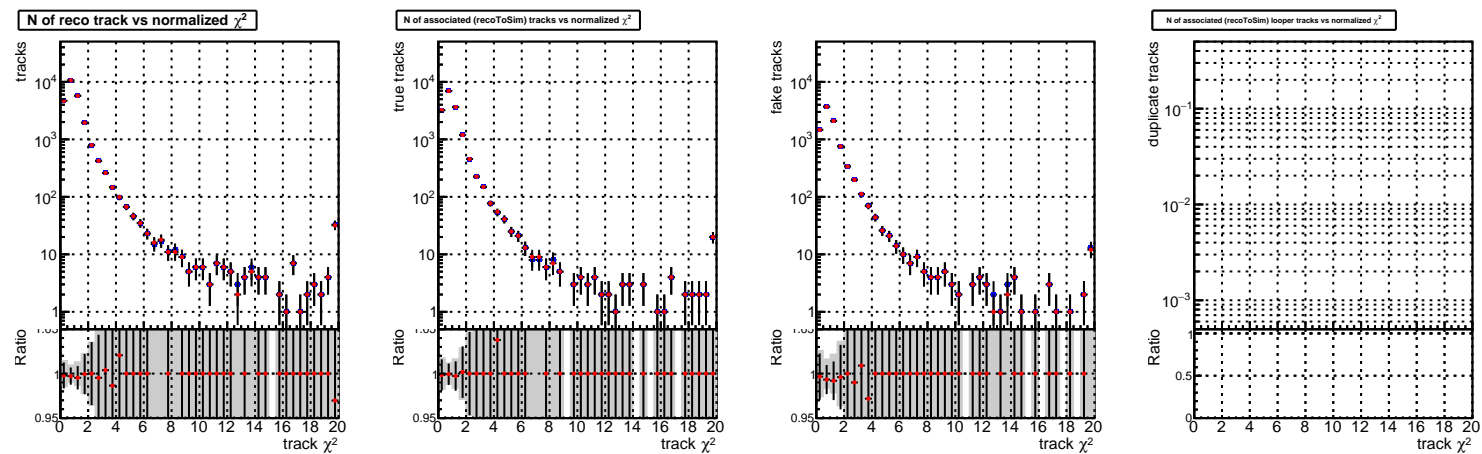 N of reco track vs normalized χ²
tracks
10⁴
10³
10²
10
1
Ratio
1.05
1
0.95
0 2 4 6 8 10 12 14 16 18 20
track χ²
N of associated (recoToSim) tracks vs normalized χ²
true tracks
10⁴
10³
10²
10
1
Ratio
1.05
1
0.95
0 2 4 6 8 10 12 14 16 18 20
track χ²
fake tracks
10⁴
10³
10²
10
1
Ratio
1.05
1
0.95
0 2 4 6 8 10 12 14 16 18 20
track χ²
N of associated (recoToSim) looper tracks vs normalized χ²
duplicate tracks
10⁻¹
10⁻²
10⁻³
Ratio
1
0.5
0
0 2 4 6 8 10 12 14 16 18 20
track χ²